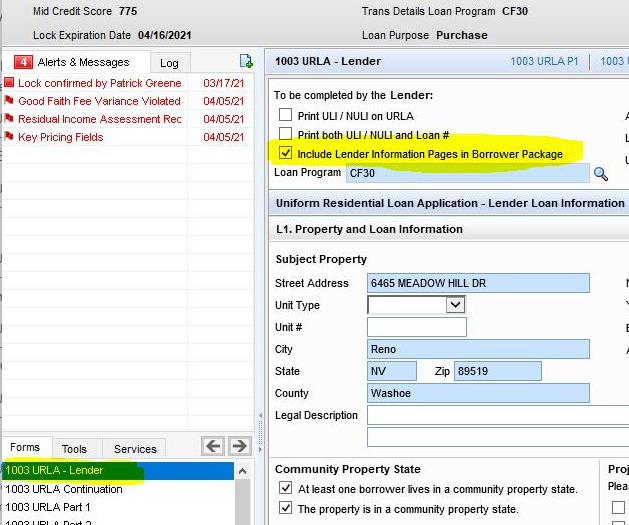 Mid Credit Score 775 Trans Details Loan Program CF30
Lock Expiration Date 04/16/2021 Loan Purpose Purchase
4 Alerts & Messages Log
Lock confirmed by Patrick Greene 03/17/21
Good Faith Fee Variance Violated 04/05/21
Residual Income Assessment Rec 04/05/21
Key Pricing Fields 04/05/21
Forms Tools Services
1003 URLA - Lender
1003 URLA Continuation
1003 URLA Part 1
1003 URLA Part 2
1003 URLA - Lender 1003 URLA P1 1003
To be completed by the Lender:
Print ULI / NULI on URLA
Print both ULI / NULI and Loan #
Include Lender Information Pages in Borrower Package
Loan Program CF30
Uniform Residential Loan Application - Lender Loan Information
L1. Property and Loan Information
Subject Property
Street Address 6465 MEADOW HILL DR
Unit Type
Unit #
City Reno
State NV Zip 89519
County Washoe
Legal Description
Community Property State
At least one borrower lives in a community property state.
The property is in a community property state.